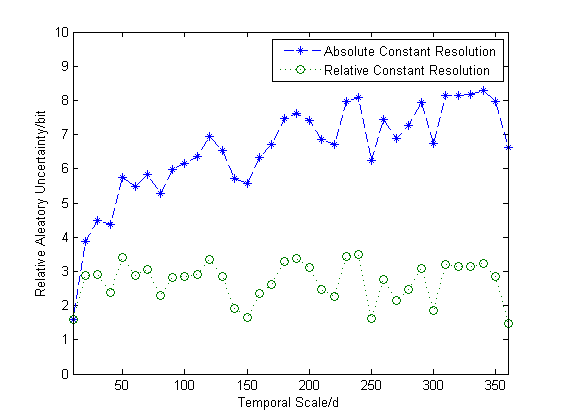 10
9
8
7
6
5
4
3
2
1
0
Relative Aleatory Uncertainty/bit
Absolute Constant Resolution
Relative Constant Resolution
50 100 150 200 250 300 350
Temporal Scale/d